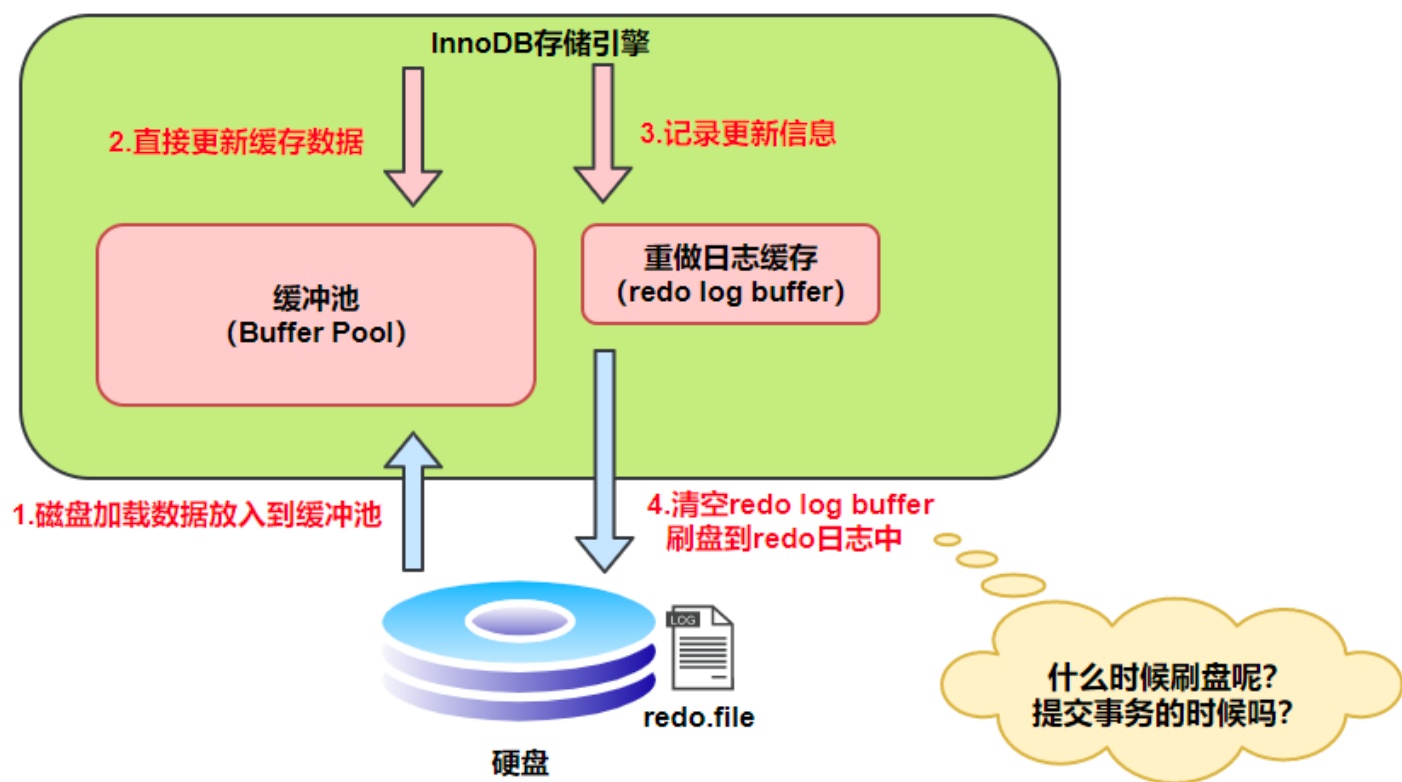 InnoDB存储引擎
2.直接更新缓存数据
3.记录更新信息
缓冲池
（Buffer Pool）
重做日志缓存
（redo log buffer）
1.磁盘加载数据放入到缓冲池
4.清空redo log buffer
刷盘到redo日志中
LOG
redo.file
硬盘
什么时候刷盘呢？
提交事务的时候吗？